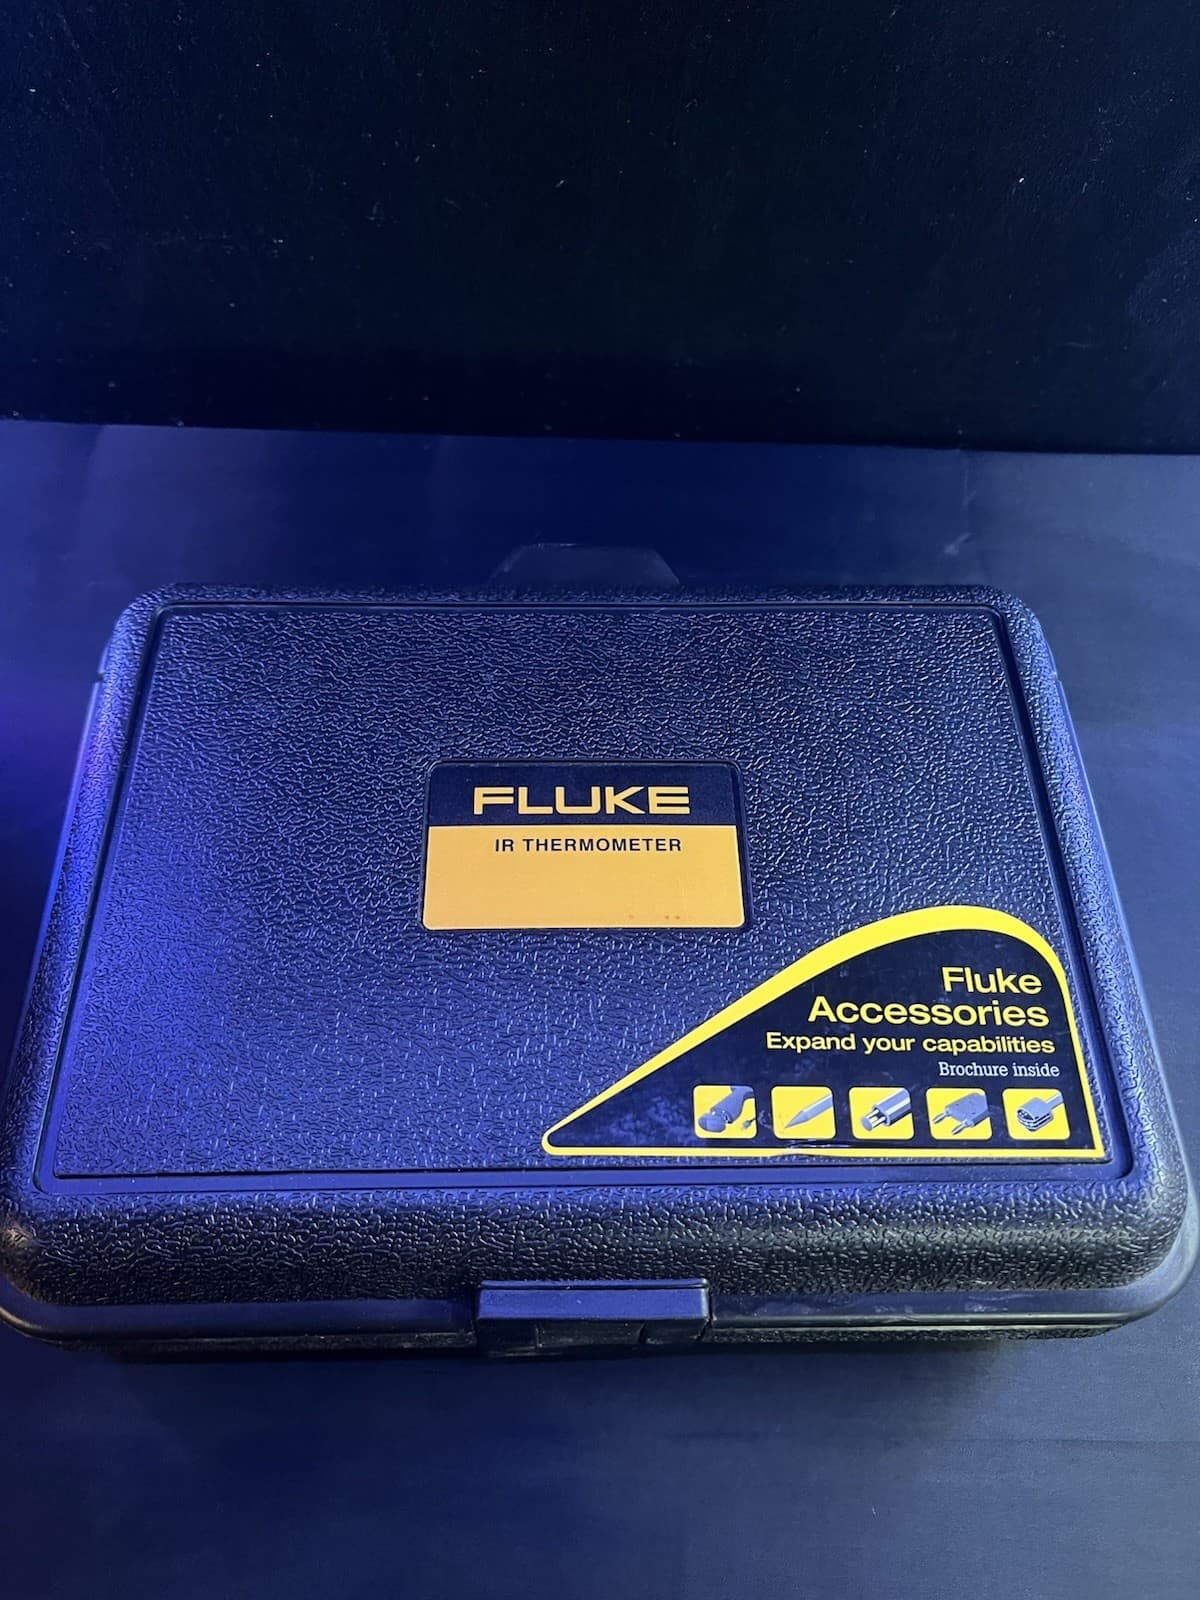 FLUKE
IR THERMOMETER
Fluke
Accessories
Expand your capabilities
Brochure inside